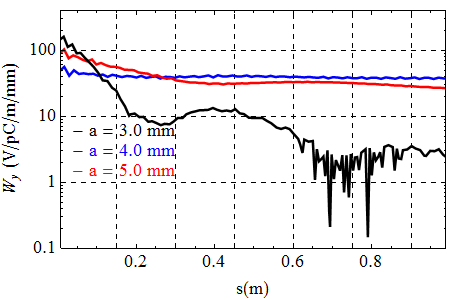 100
10
1
0.1
W_y (V/pC/m/mm)
– a = 3.0 mm
– a = 4.0 mm
– a = 5.0 mm
0.2 0.4 0.6 0.8
s(m)